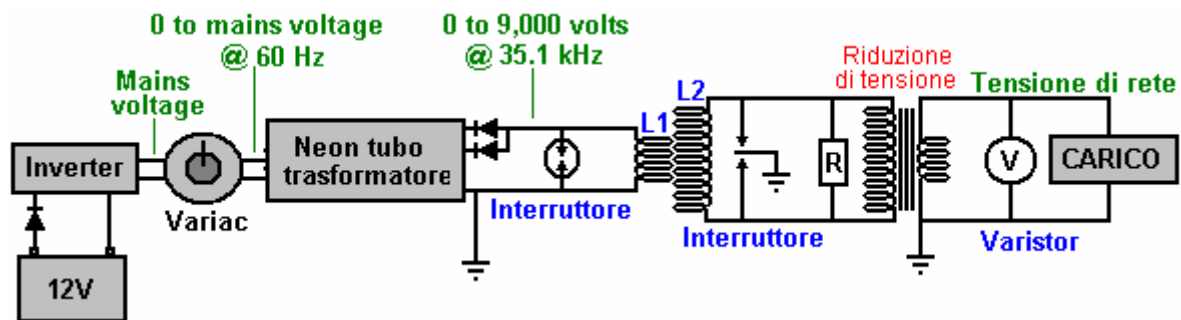 0 to mains voltage
@ 60 Hz
0 to 9,000 volts
@ 35.1 kHz
Mains
voltage
Riduzione
di tensione
Tensione di rete
L1
L2
Inverter
Variac
Neon tubo
trasformatore
Interruttore
Interruttore
R
V
CARICO
Varistor
12V